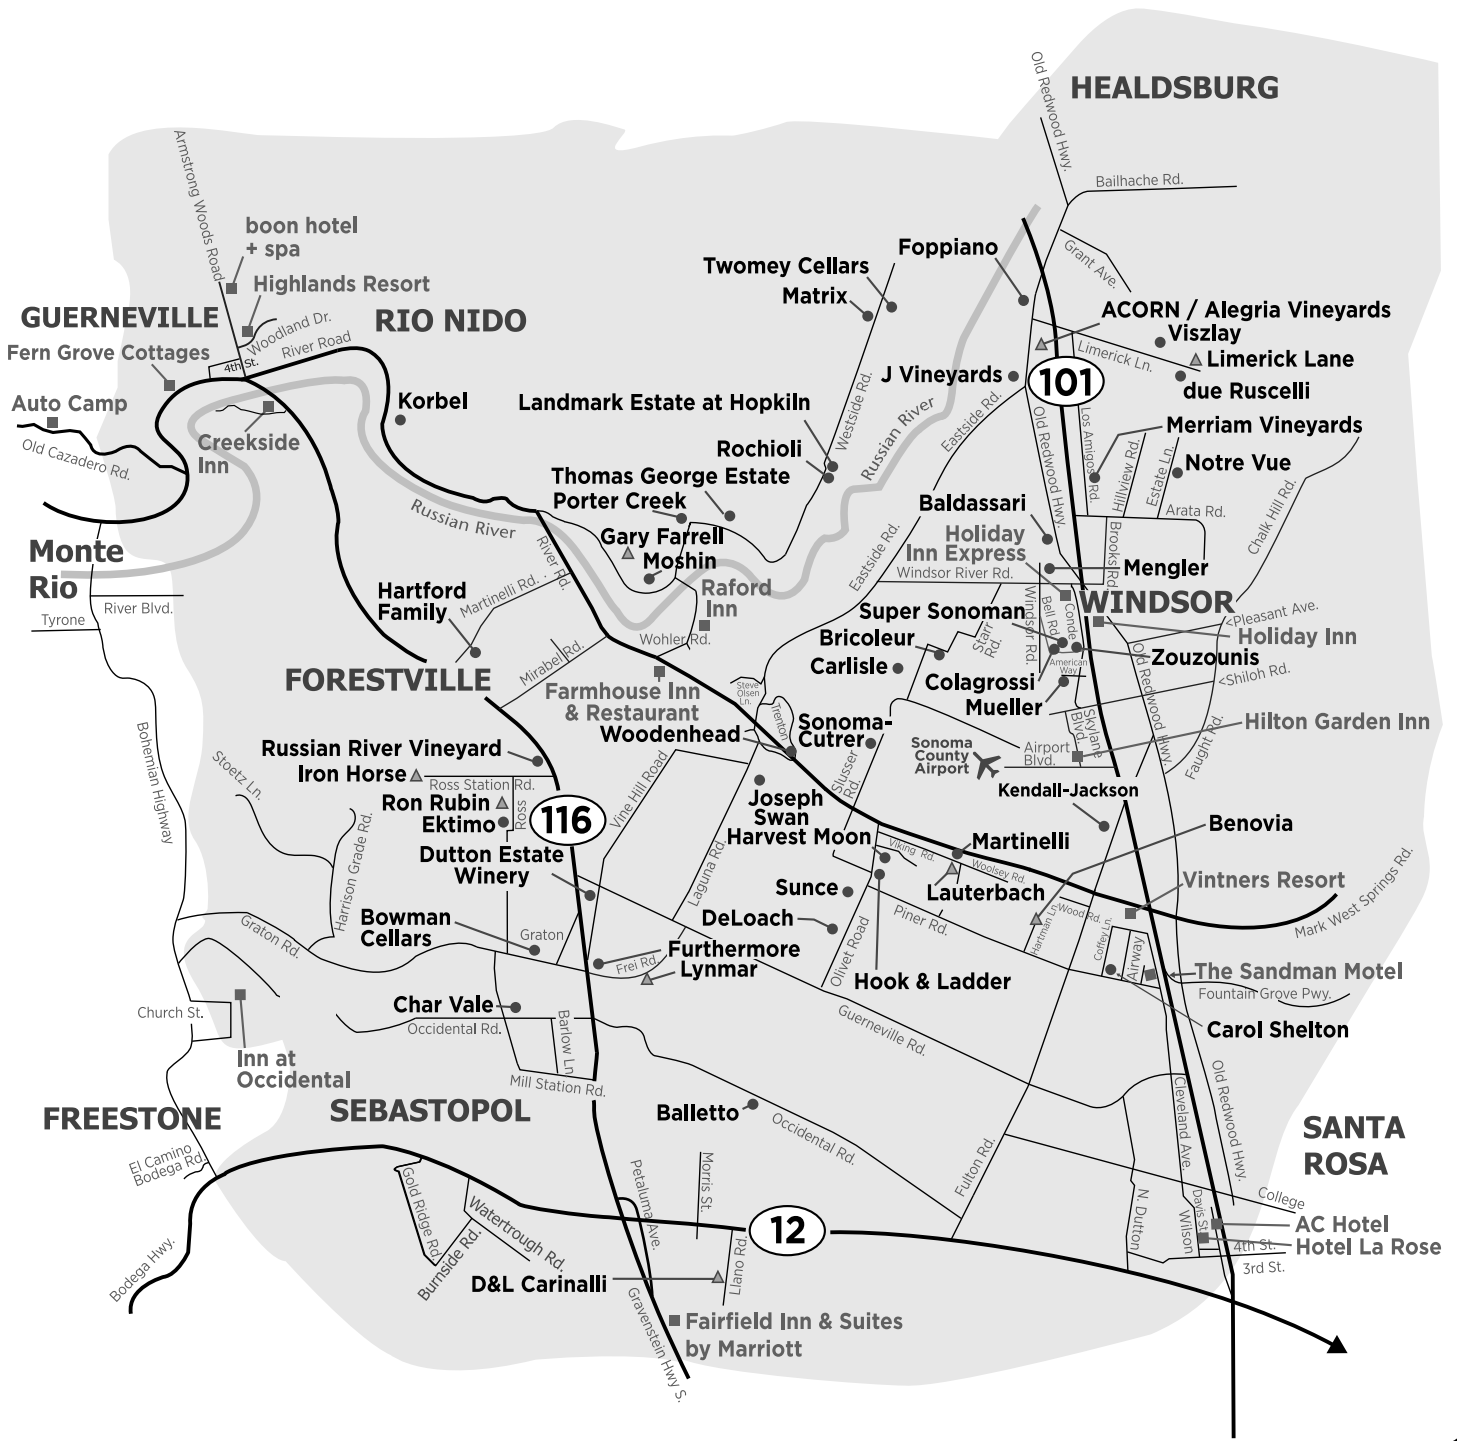 HEALDSBURG
Old Redwood Hwy.
Bailhache Rd.
Grant Ave.
Armstrong Woods Road
boon hotel
+ spa
Highlands Resort
Foppiano
Twomey Cellars
Matrix
GUERNEVILLE
RIO NIDO
Woodland Dr.
River Road
4th St.
Fern Grove Cottages
Auto Camp
Old Cazadero Rd.
Creekside
Inn
Korbel
ACORN / Alegria Vineyards
Viszlay
Limerick Ln.
Limerick Lane
due Ruscelli
J Vineyards
101
Landmark Estate at Hopkiln
Westside Rd.
Russian River
Eastside Rd.
Old Redwood Hwy.
Los Amigos Rd.
Merriam Vineyards
Hillview Rd.
Estate Ln.
Notre Vue
Chalk Hill Rd.
Rochioli
Thomas George Estate
Porter Creek
Gary Farrell
Moshin
Russian River
River Rd.
Baldassari
Arata Rd.
Brooks Rd.
Holiday
Inn Express
Windsor River Rd.
Mengler
Eastside Rd.
Monte
Rio
River Blvd.
Tyrone
Hartford
Family
Martinelli Rd.
Raford
Inn
Wohler Rd.
Mirabel Rd.
Super Sonoman
Bricoleur
Carlisle
Starr
Rd.
Windsor Rd.
Bell Rd.
Conde
WINDSOR
<Pleasant Ave.
Holiday Inn
Zouzounis
American
Way
Colagrossi
Mueller
<Shiloh Rd.
Old Redwood Hwy.
FORESTVILLE
Farmhouse Inn
& Restaurant
Steve
Olsen
Ln.
Trenton
Woodenhead
Sonoma-
Cutrer
Sonoma
County
Airport
Airport
Blvd.
Skylane
Blvd.
Hilton Garden Inn
Faught Rd.
Bohemian Highway
Stoetz Ln.
Russian River Vineyard
Iron Horse
Ross Station Rd.
Ron Rubin
Ektimo
Ross
116
Vine Hill Road
Slusser
Rd.
Joseph
Swan
Harvest Moon
Kendall-Jackson
Benovia
Martinelli
Viking Rd.
Woolsey Rd.
Lauterbach
Harrison Grade Rd.
Dutton Estate
Winery
Laguna Rd.
Sunce
DeLoach
Piner Rd.
Vintners Resort
Mark West Springs Rd.
Bowman
Cellars
Graton Rd.
Graton
Furthermore
Frei Rd.
Lynmar
Olivet Road
Hook & Ladder
Hartman Ln.
Wood Rd.
Coffey Ln.
Airway
The Sandman Motel
Fountain Grove Pwy.
Carol Shelton
Church St.
Char Vale
Occidental Rd.
Barlow Ln
Mill Station Rd.
Guerneville Rd.
Inn at
Occidental
FREESTONE
SEBASTOPOL
Balletto
Occidental Rd.
Fulton Rd.
Cleveland Ave.
Old Redwood Hwy.
SANTA
ROSA
El Camino
Bodega Rd.
Bodega Hwy.
Gold Ridge Rd.
Burnside Rd.
Watertrough Rd.
Petaluma Ave.
Morris St.
12
Llano Rd.
D&L Carinalli
Gravenstein Hwy S.
Fairfield Inn & Suites
by Marriott
N. Dutton
Wilson
Davis St.
College
AC Hotel
Hotel La Rose
4th St.
3rd St.